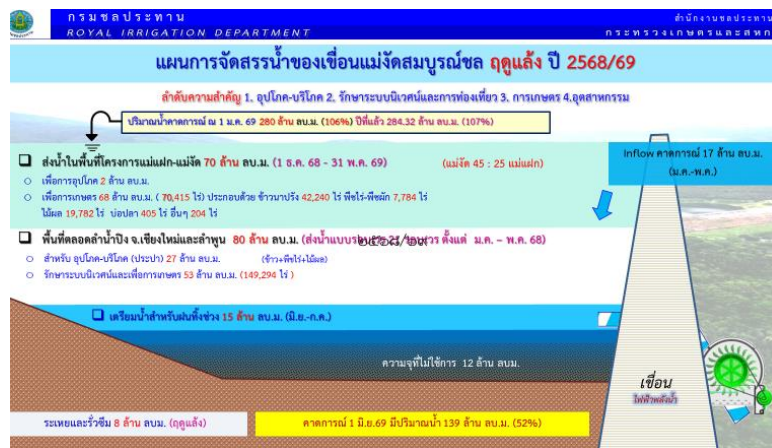 กรมชลประทาน
ROYAL IRRIGATION DEPARTMENT
สำนักงานชลประทาน
กระทรวงเกษตรและสหก
แผนการจัดสรรน้ำของเขื่อนแม่งัดสมบูรณ์ชล ฤดูแล้ง ปี 2568/69
ลำดับความสำคัญ 1. อุปโภค-บริโภค 2. รักษาระบบนิเวศน์และการท่องเที่ยว 3. การเกษตร 4.อุตสาหกรรม
ปริมาณน้ำคาดการณ์ ณ 1 ม.ค. 69 280 ล้าน ลบ.ม. (106%) ปีที่แล้ว 284.32 ล้าน ลบ.ม. (107%)
ส่งน้ำในพื้นที่โครงการแม่แฝก-แม่งัด 70 ล้าน ลบ.ม. (1 ธ.ค. 68 - 31 พ.ค. 69) (แม่งัด 45 : 25 แม่แฝก)
เพื่อการอุปโภค 2 ล้าน ลบ.ม.
เพื่อการเกษตร 68 ล้าน ลบ.ม. ( 70,415 ไร่) ประกอบด้วย ข้าวนาปรัง 42,240 ไร่ พืชไร่-พืชผัก 7,784 ไร่
ไม้ผล 19,782 ไร่ บ่อปลา 405 ไร่ อื่นๆ 204 ไร่
Inflow คาดการณ์ 17 ล้าน ลบ.ม.
(ม.ค.-พ.ค.)
พื้นที่ตลอดลำน้ำปิง จ.เชียงใหม่และลำพูน 80 ล้าน ลบ.ม. (ส่งน้ำแบบ ตั้งแต่ ม.ค. – พ.ค. 68)
สำหรับ อุปโภค-บริโภค (ประปา) 27 ล้าน ลบ.ม. (ข้าว+พืชไร่+ไม้ผล)
รักษาระบบนิเวศน์และเพื่อการเกษตร 53 ล้าน ลบ.ม. (149,294 ไร่ )
เตรียมน้ำสำหรับฝนทิ้งช่วง 15 ล้าน ลบ.ม. (มิ.ย.-ก.ค.)
ความจุที่ไม่ใช้การ 12 ล้าน ลบม.
เขื่อน
ไฟฟ้าพลังน้ำ
ระเหยและรั่วซึม 8 ล้าน ลบม. (ฤดูแล้ง)
คาดการณ์ 1 มิ.ย.69 มีปริมาณน้ำ 139 ล้าน ลบ.ม. (52%)